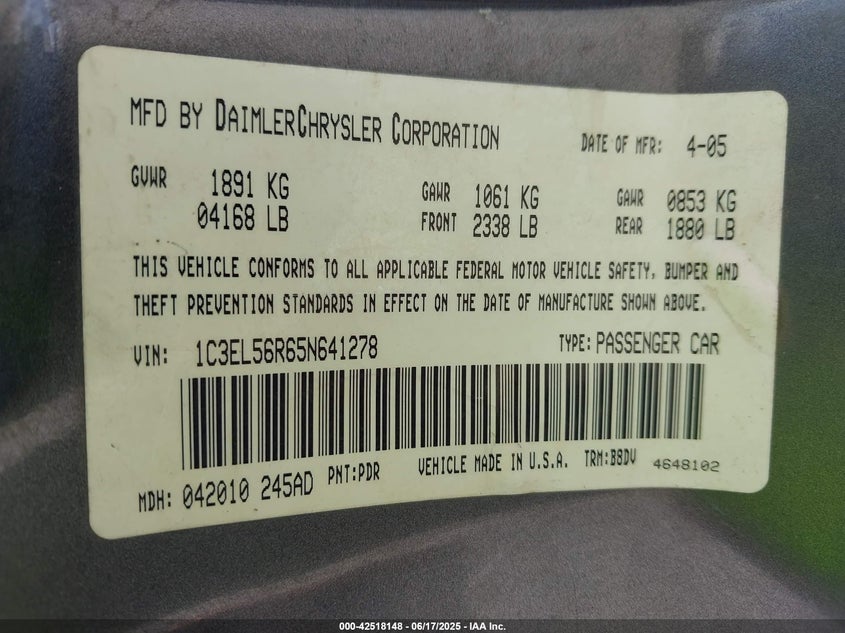 MFD BY DAIMLERCHRYSLER CORPORATION DATE OF MFR: 4-05
GVWR 1891 KG GAWR 1061 KG GAWR 0853 KG
04168 LB FRONT 2338 LB REAR 1880 LB
THIS VEHICLE CONFORMS TO ALL APPLICABLE FEDERAL MOTOR VEHICLE SAFETY, BUMPER AND
THEFT PREVENTION STANDARDS IN EFFECT ON THE DATE OF MANUFACTURE SHOWN ABOVE.
VIN: 1C3EL56R65N641278 TYPE: PASSENGER CAR
MDH: 042010 245AD PNT:PDR VEHICLE MADE IN U.S.A. TRM:B8DV 4648102
000-42518148 - 06/17/2025 - IAA Inc.